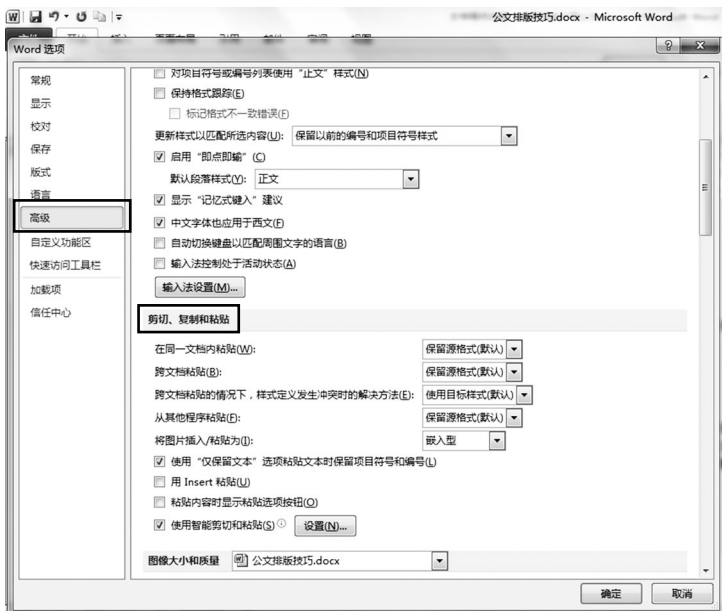 公文排版技巧.docx - Microsoft Word
Word 选项
常规
显示
校对
保存
版式
语言
高级
自定义功能区
快速访问工具栏
加载项
信任中心
对项目符号或编号列表使用“正文”样式(N)
保持格式跟踪(E)
标记格式不一致错误(F)
更新样式以匹配所选内容(U): 保留以前的编号和项目符号样式
启用“即点即输”(C)
默认段落样式(Y): 正文
显示“记忆式键入”建议
中文字体也应用于西文(F)
自动切换键盘以匹配周围文字的语言(B)
输入法控制处于活动状态(A)
输入法设置(M)...
剪切、复制和粘贴
在同一文档内粘贴(W): 保留源格式(默认)
跨文档粘贴(B): 保留源格式(默认)
跨文档粘贴的情况下，样式定义发生冲突时的解决方法(E): 使用目标样式(默认)
从其他程序粘贴(F): 保留源格式(默认)
将图片插入/粘贴为(I): 嵌入型
使用“仅保留文本”选项粘贴文本时保留项目符号和编号(L)
用 Insert 粘贴(U)
粘贴内容时显示粘贴选项按钮(O)
使用智能剪切和粘贴(S) 设置(N)...
图像大小和质量 公文排版技巧.docx
确定 取消